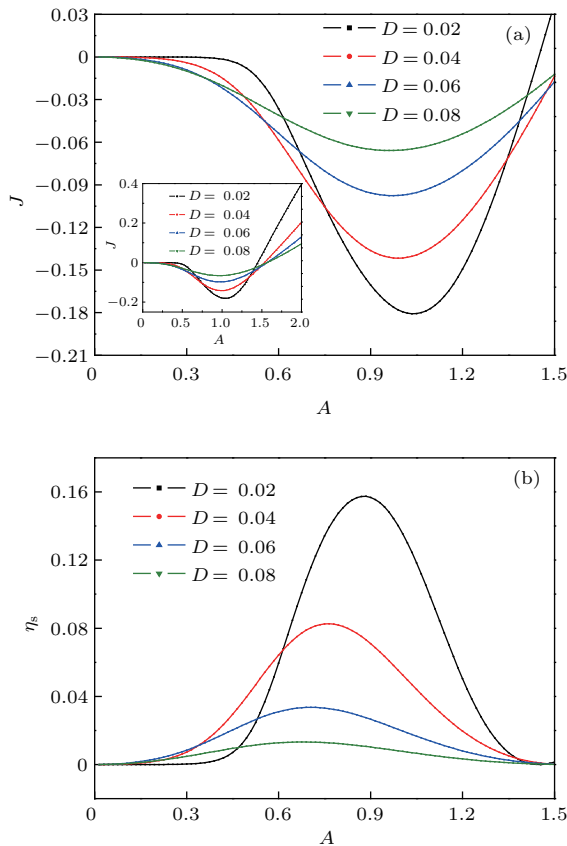 0.03
0
−0.03
−0.06
−0.09
−0.12
−0.15
−0.18
−0.21
J
(a)
D = 0.02
D = 0.04
D = 0.06
D = 0.08
0.4
0.2
0
−0.2
J
D = 0.02
D = 0.04
D = 0.06
D = 0.08
0 0.5 1.0 1.5 2.0
A
0 0.3 0.6 0.9 1.2 1.5
A
0.16
0.12
0.08
0.04
0
ηs
(b)
D = 0.02
D = 0.04
D = 0.06
D = 0.08
0 0.3 0.6 0.9 1.2 1.5
A